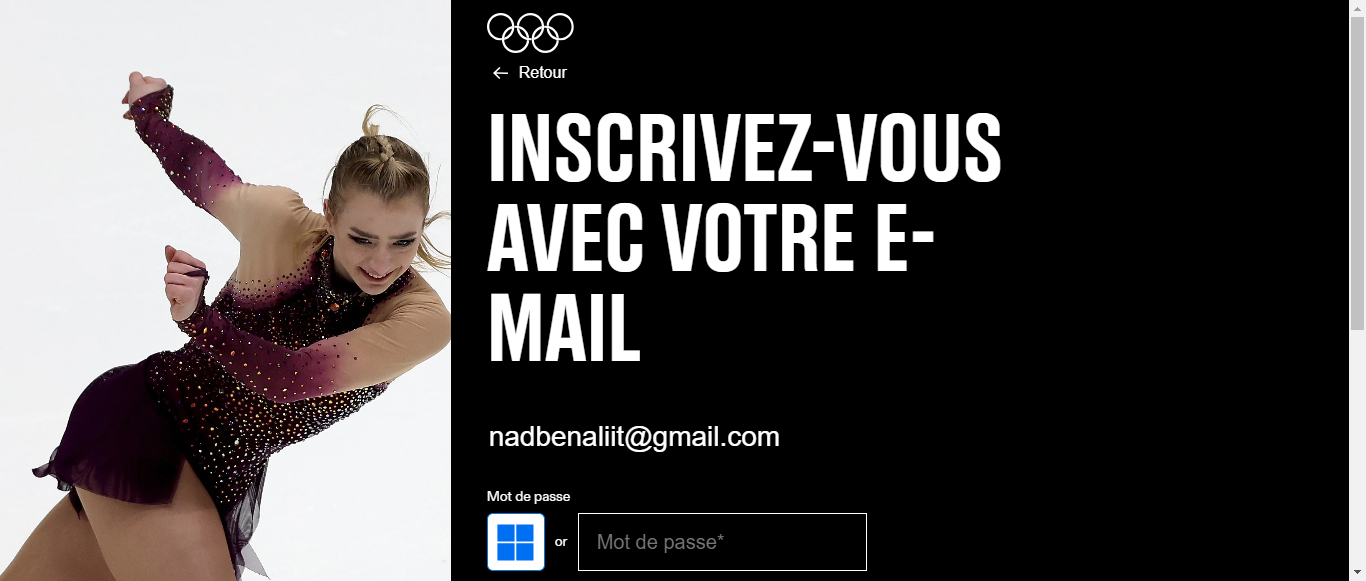 Retour
INSCRIVEZ-VOUS
AVEC VOTRE E-
MAIL
nadbenaliit@gmail.com
Mot de passe
or
Mot de passe*